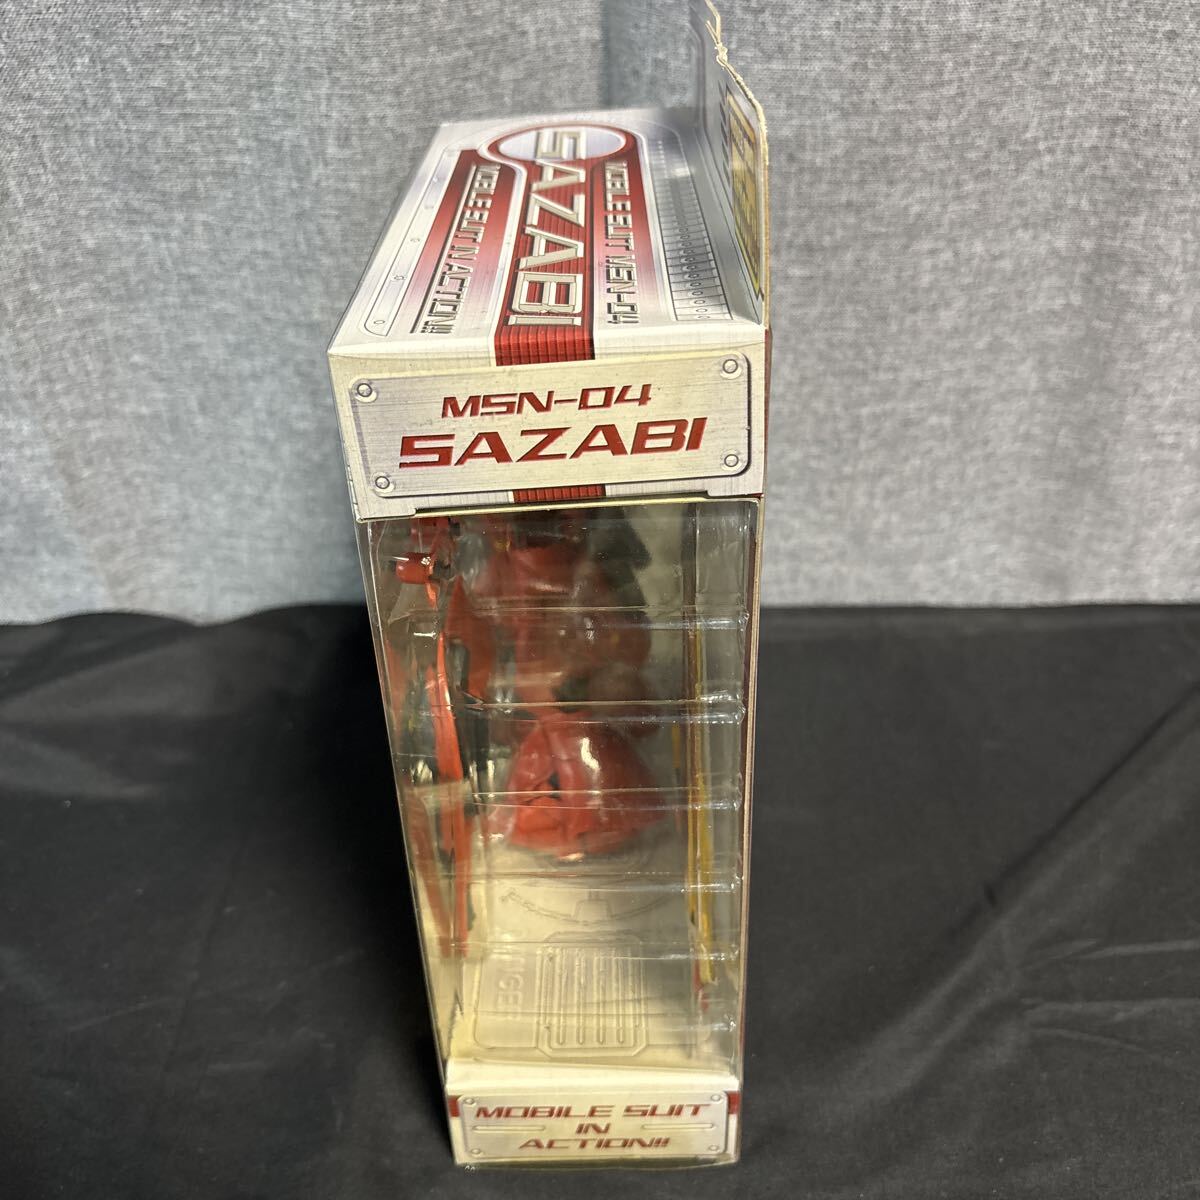 SAZABI
MOBILE SUIT MSN-04
MOBILE SUIT IN ACTION!!
MSN-04
SAZABI
MOBILE SUIT
IN
ACTION!!